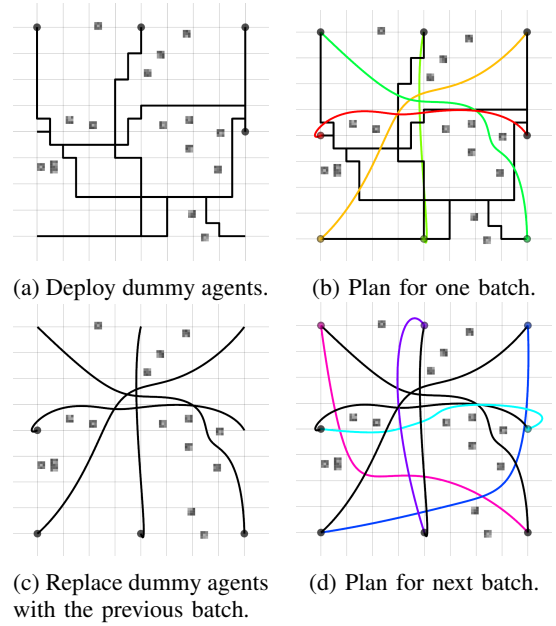 (a) Deploy dummy agents.
(b) Plan for one batch.
(c) Replace dummy agents
with the previous batch.
(d) Plan for next batch.